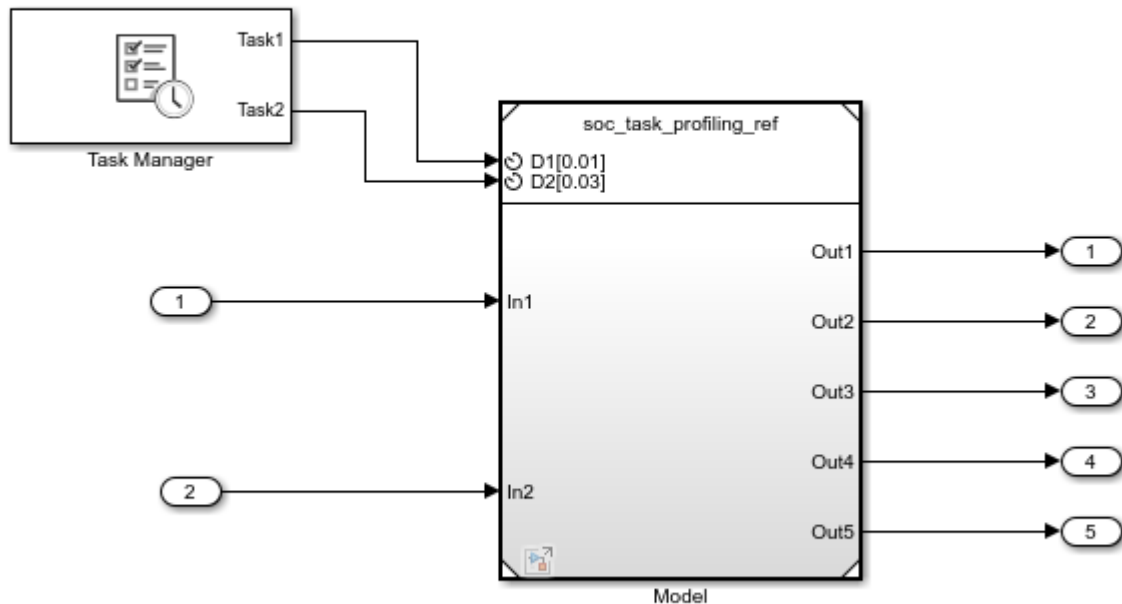 Task1
Task2
Task Manager
soc_task_profiling_ref
D1[0.01]
D2[0.03]
Out1
1
1
In1
Out2
2
Out3
3
Out4
4
2
In2
Out5
5
Model